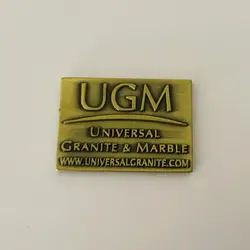 UGM
UNIVERSAL
GRANITE & MARBLE
WWW.UNIVERSALGRANITE.COM